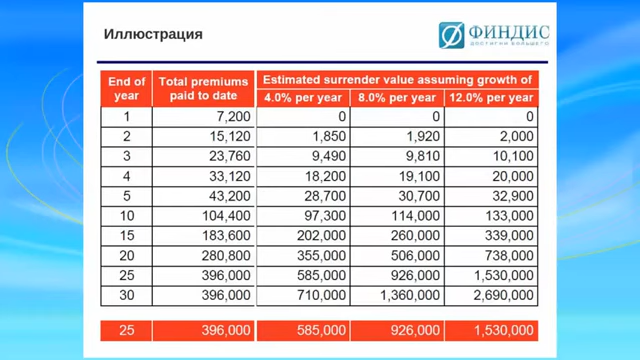 Иллюстрация
ФИНДИС
ДОСТИГАЙ БОЛЬШЕГО
End of year Total premiums paid to date Estimated surrender value assuming growth of
4.0% per year 8.0% per year 12.0% per year
1 7,200 0 0 0
2 15,120 1,850 1,920 2,000
3 23,760 9,490 9,810 10,100
4 33,120 18,200 19,100 20,000
5 43,200 28,700 30,700 32,900
10 104,400 97,300 114,000 133,000
15 183,600 202,000 260,000 339,000
20 280,800 355,000 506,000 738,000
25 396,000 585,000 926,000 1,530,000
30 396,000 710,000 1,360,000 2,690,000
25 396,000 585,000 926,000 1,530,000